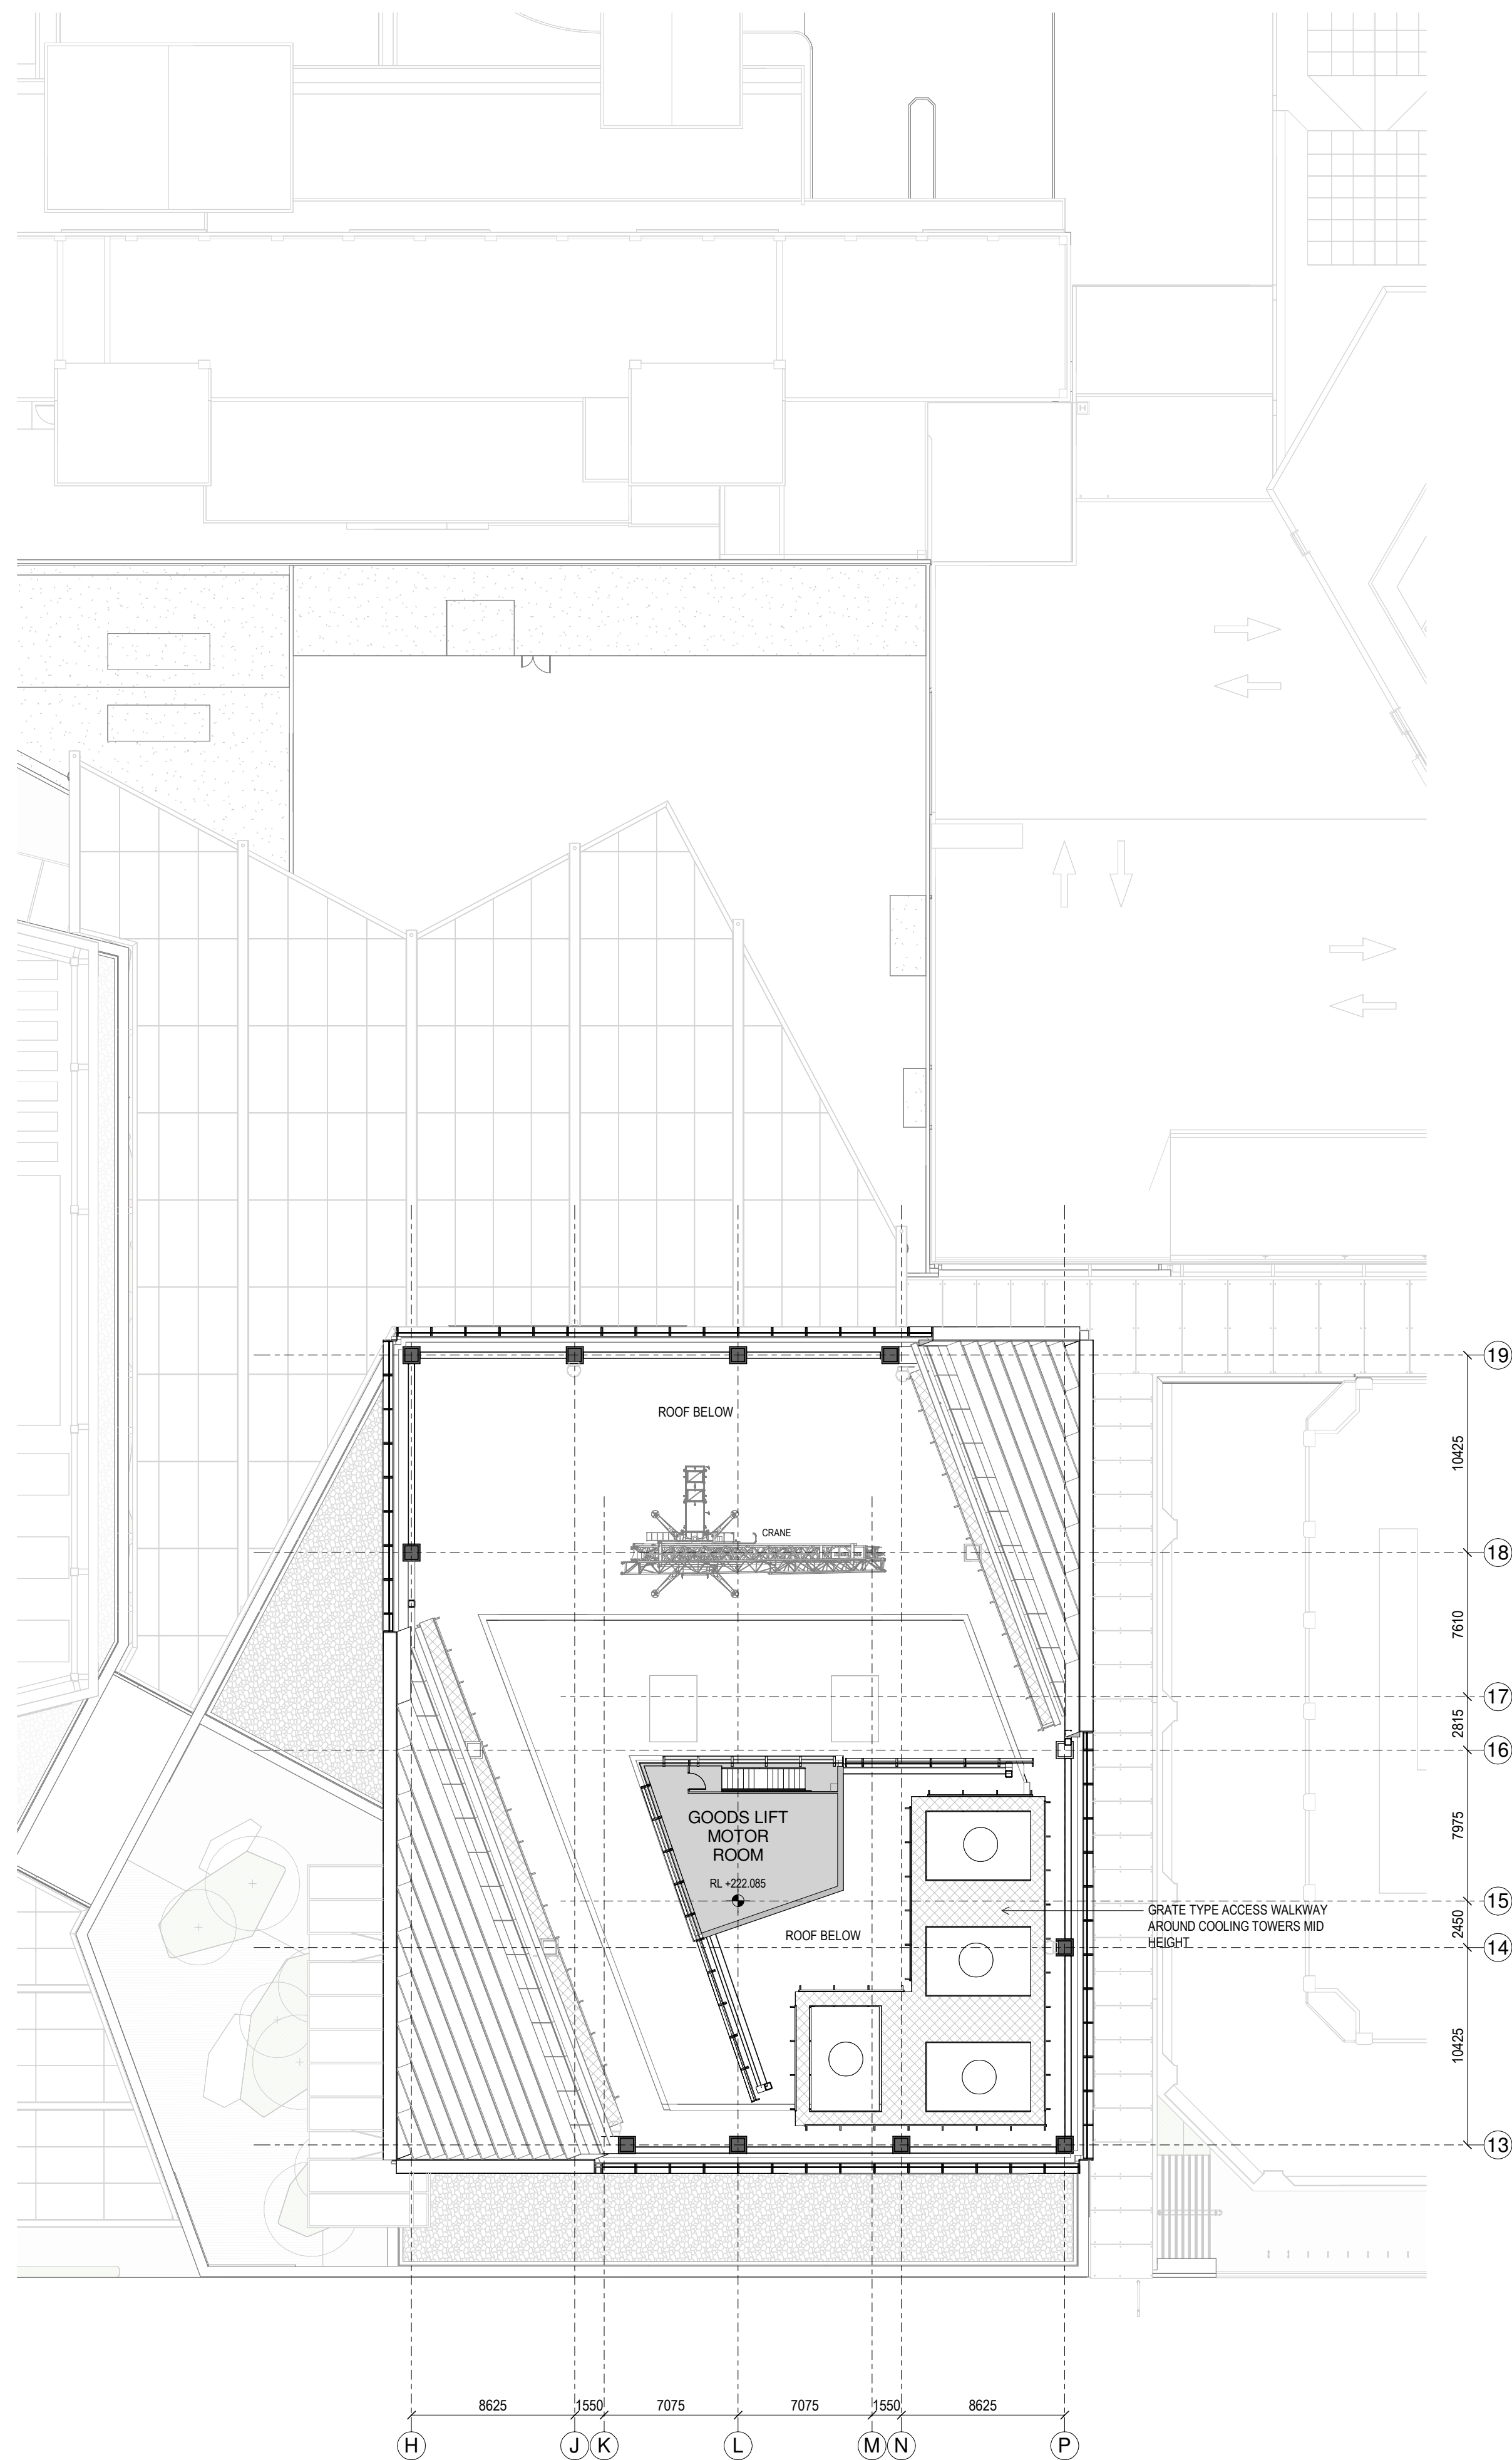 19
10425
ROOF BELOW
CRANE
18
7610
17
2815
16
GOODS LIFT
MOTOR
ROOM
7975
RL +222.085
15
GRATE TYPE ACCESS WALKWAY
AROUND COOLING TOWERS MID
HEIGHT
2450
ROOF BELOW
14
10425
13
8625
1550
7075
7075
1550
8625
H
J
K
L
M
N
P